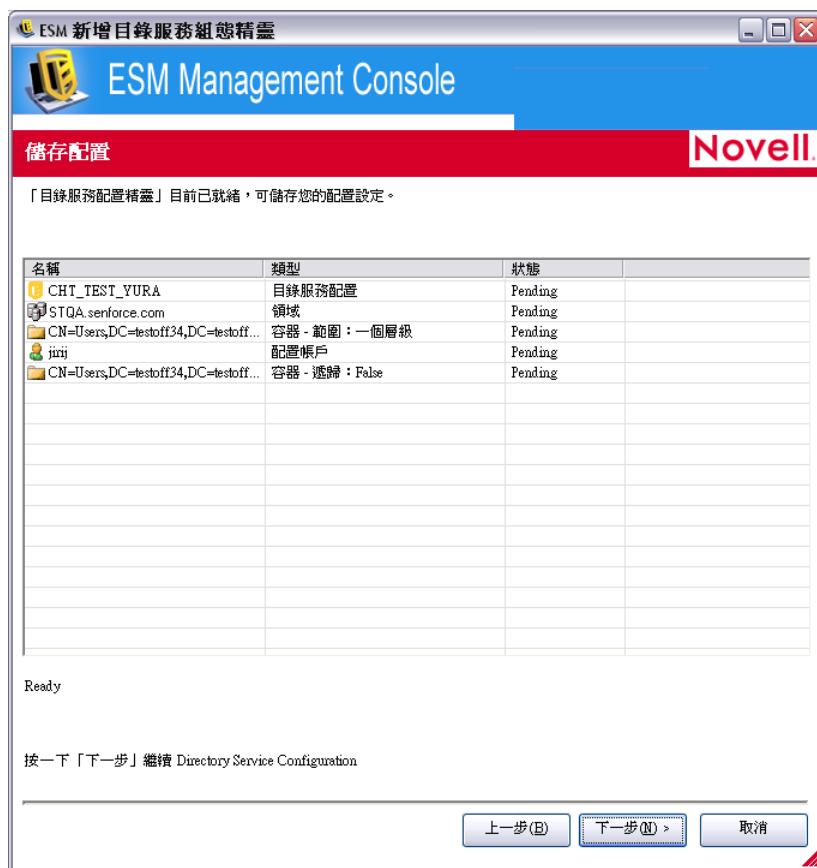 ESM 新增目錄服務組態精靈
ESM Management Console
儲存配置
Novell.
「目錄服務配置精靈」目前已就緒，可儲存您的配置設定。
名稱 類型 狀態
CHT_TEST_YURA 目錄服務配置 Pending
STQA.senforce.com 領域 Pending
CN=Users,DC=testoff34,DC=testoff... 容器 - 範圍：一個層級 Pending
jirij 配置帳戶 Pending
CN=Users,DC=testoff34,DC=testoff... 容器 - 遞歸：False Pending
Ready
按一下「下一步」繼續 Directory Service Configuration
上一步(B) 下一步(N) > 取消